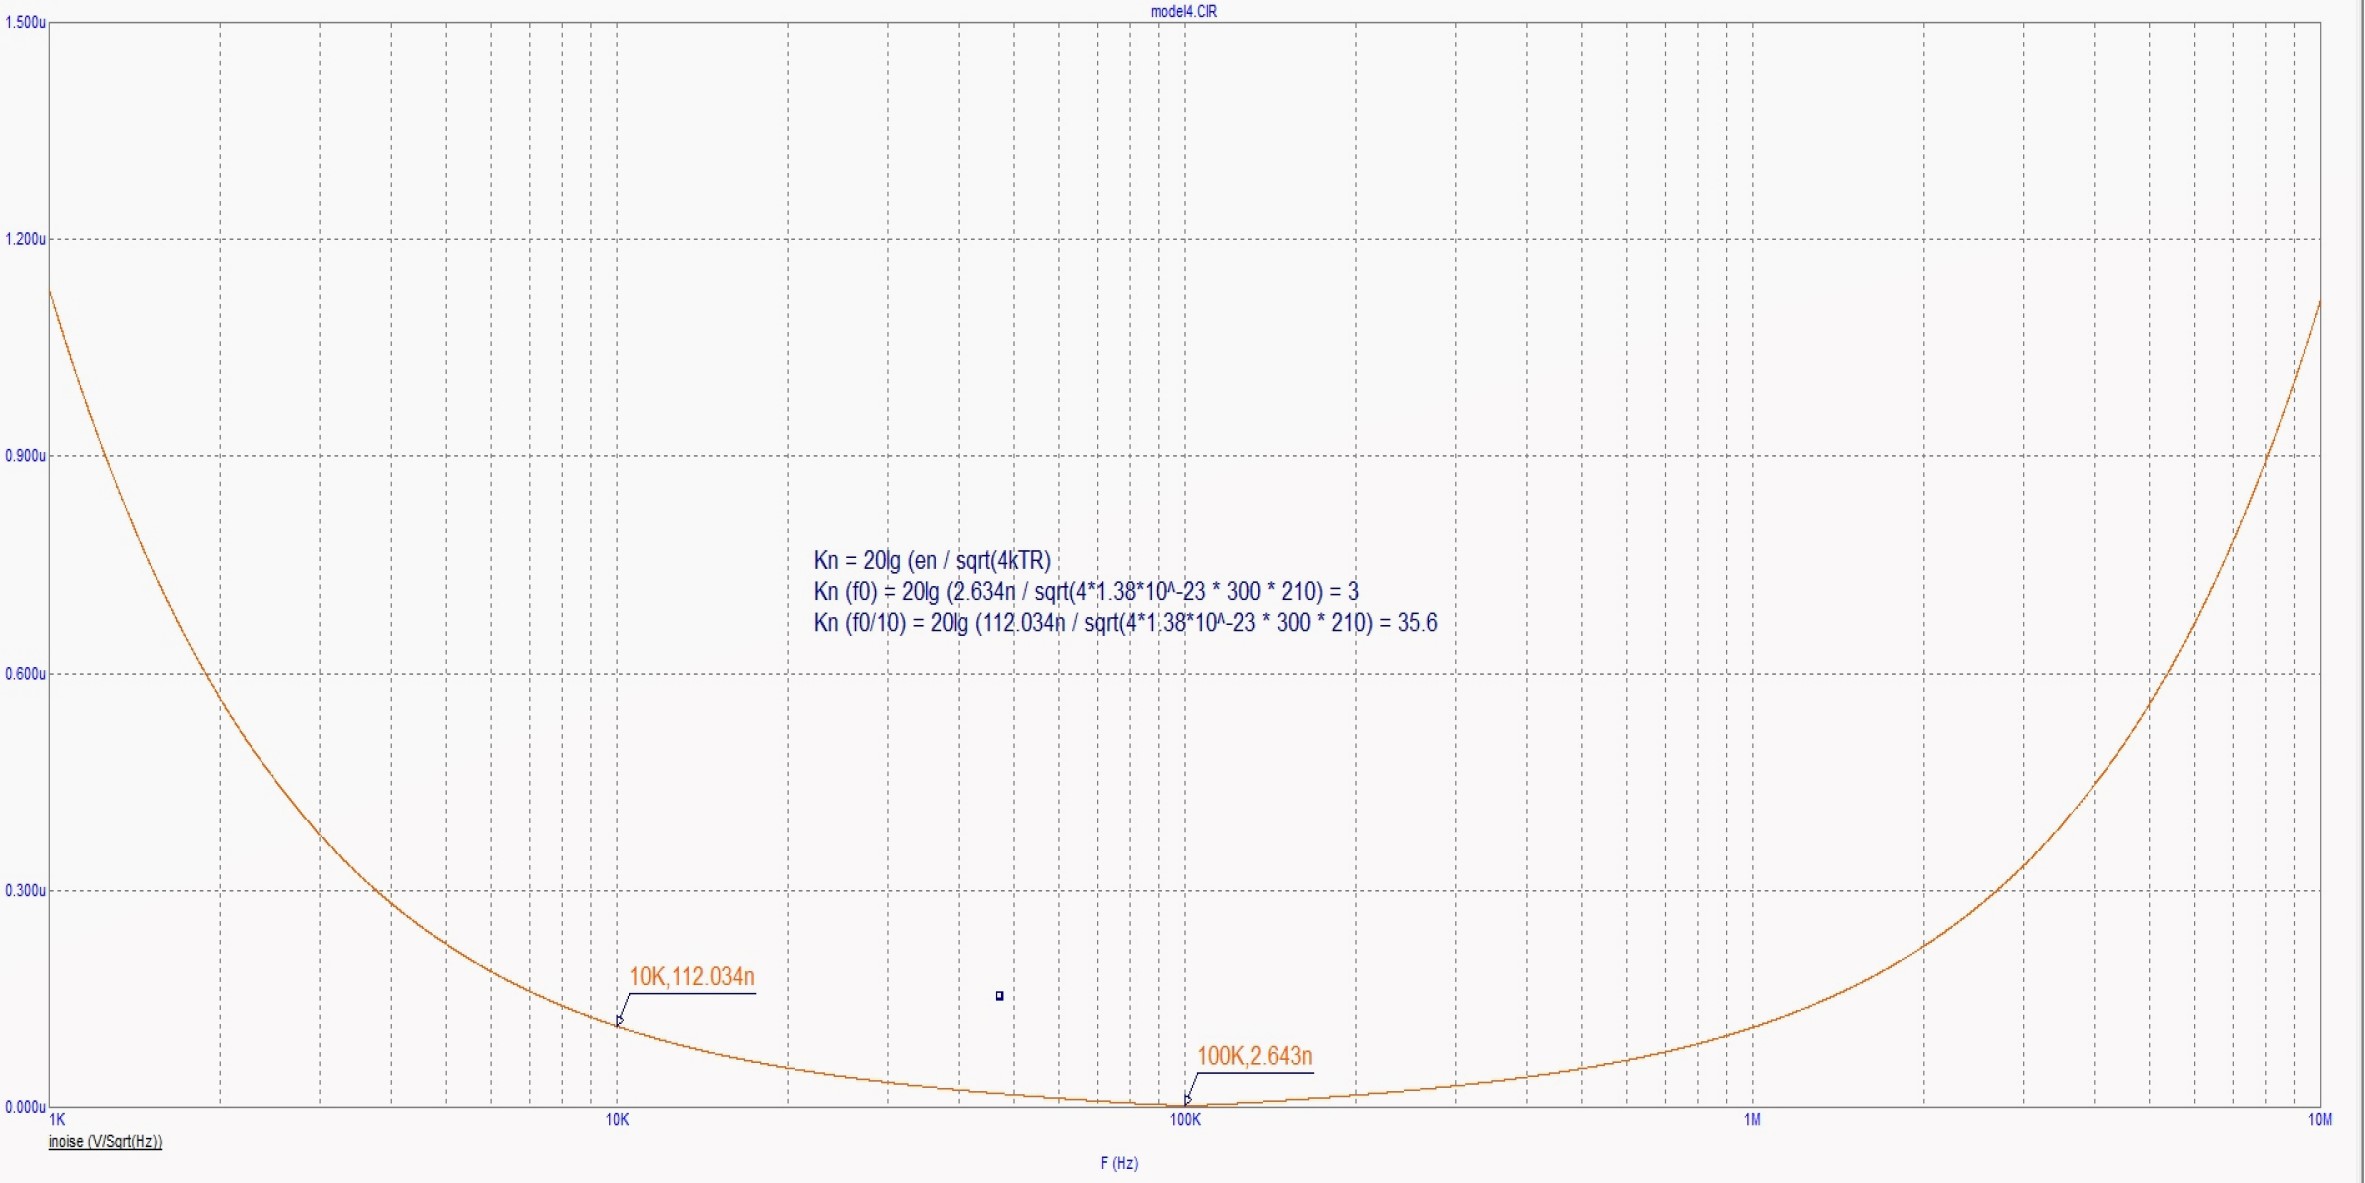 model4.CIR
1.500u
1.200u
0.900u
Kn = 20lg (en / sqrt(4kTR)
Kn (f0) = 20lg (2.634n / sqrt(4*1.38*10^-23 * 300 * 210) = 3
Kn (f0/10) = 20lg (112.034n / sqrt(4*1.38*10^-23 * 300 * 210) = 35.6
0.600u
0.300u
10K,112.034n
100K,2.643n
0.000u
1K 10K 100K 1M 10M
inoise (V/Sqrt(Hz))
F (Hz)